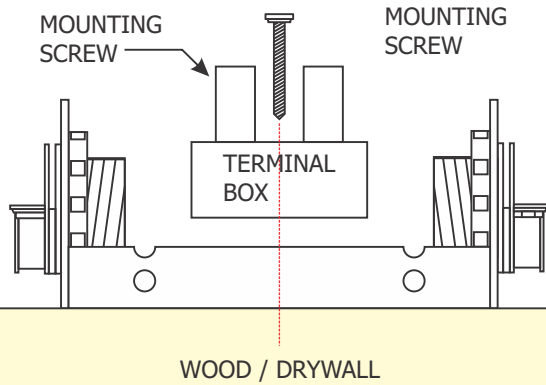 MOUNTING
SCREW
MOUNTING
SCREW
TERMINAL
BOX
WOOD / DRYWALL